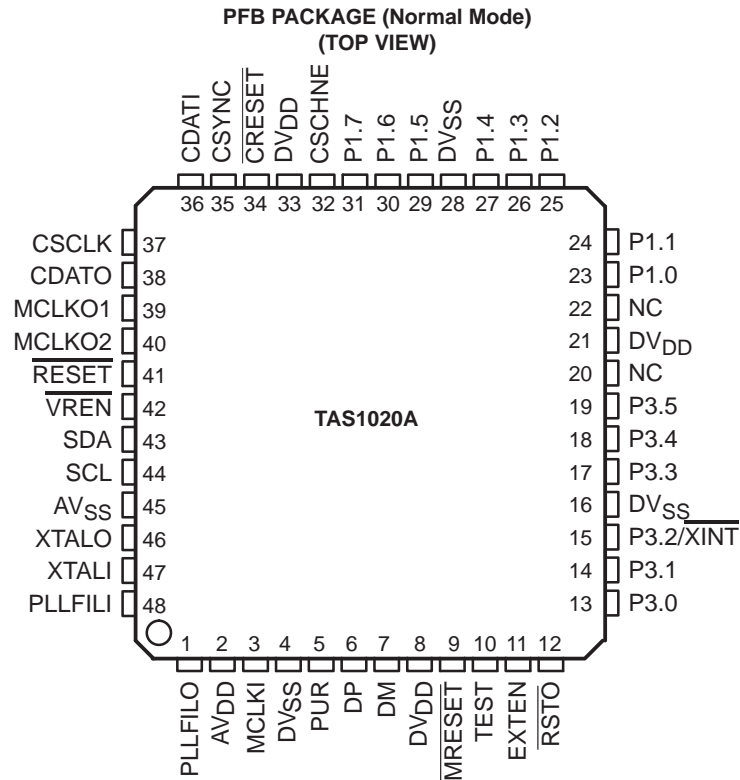 PFB PACKAGE (Normal Mode)
(TOP VIEW)
CDATI
CSYNC
CRESET
DVDD
CSCHNE
P1.7
P1.6
P1.5
DVSS
P1.4
P1.3
P1.2
36 35 34 33 32 31 30 29 28 27 26 25
CSCLK 37
CDATO 38
MCLKO1 39
MCLKO2 40
RESET 41
VREN 42
SDA 43
SCL 44
AVSS 45
XTALO 46
XTALI 47
PLLFILI 48
TAS1020A
24 P1.1
23 P1.0
22 NC
21 DVDD
20 NC
19 P3.5
18 P3.4
17 P3.3
16 DVSS
15 P3.2/XINT
14 P3.1
13 P3.0
1 2 3 4 5 6 7 8 9 10 11 12
PLLFILO
AVDD
MCLKI
DVSS
PUR
DP
DM
DVDD
MRESET
TEST
EXTEN
RSTO